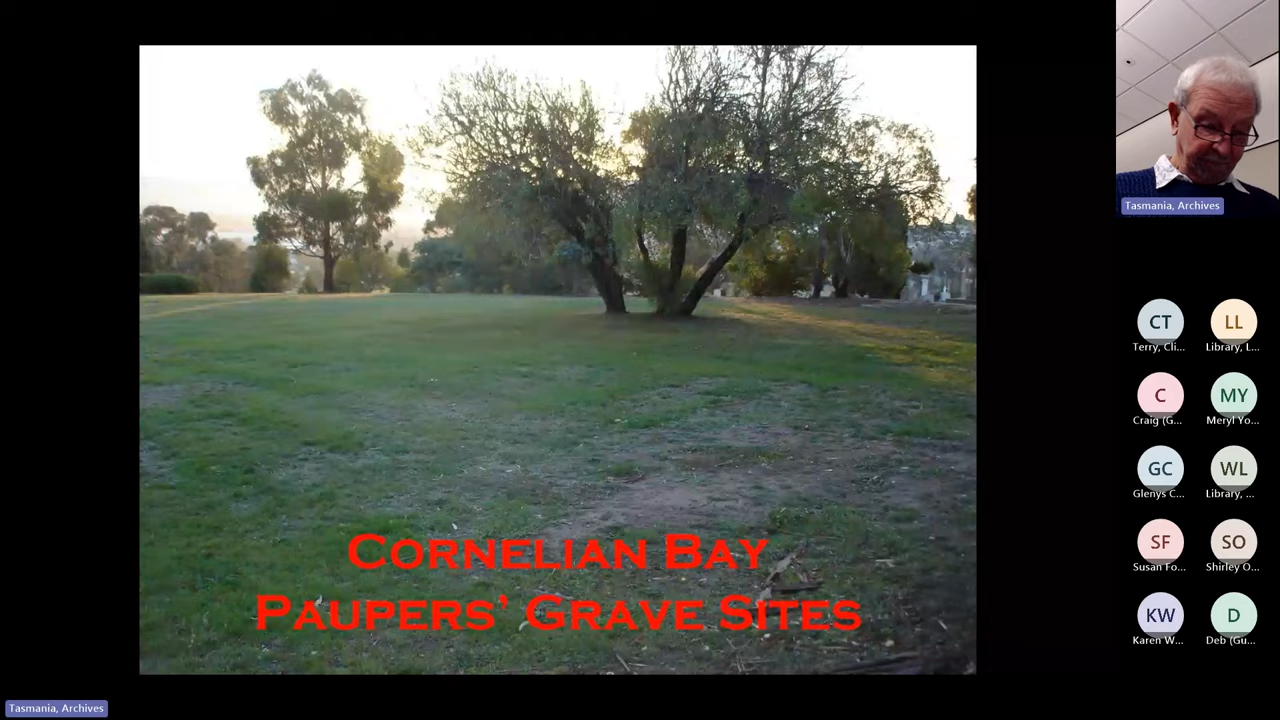 Cornelian Bay
Paupers' Grave Sites
Tasmania, Archives
CT
LL
Terry, Cli...
Library, L...
C
MY
Craig (G...
Meryl Yo...
GC
WL
Glenys C...
Library, ...
SF
SO
Susan Fo...
Shirley O...
KW
D
Karen W...
Deb (Gu...
Tasmania, Archives